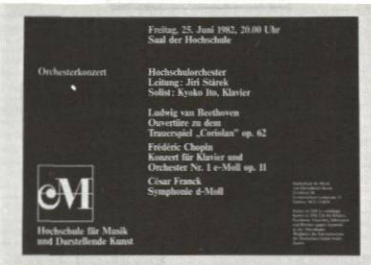 Freitag, 25. Juni 1982, 20.00 Uhr
Saal der Hochschule
Orchesterkonzert
Hochschulorchester
Leitung: Jiri Stárek
Solist: Kyoko Ito, Klavier
Ludwig van Beethoven
Ouvertüre zu dem
Trauerspiel „Coriolan“ op. 62
Frédéric Chopin
Konzert für Klavier und
Orchester Nr. 1 e-Moll op. 11
César Franck
Symphonie d-Moll
Hochschule für Musik
und Darstellende Kunst